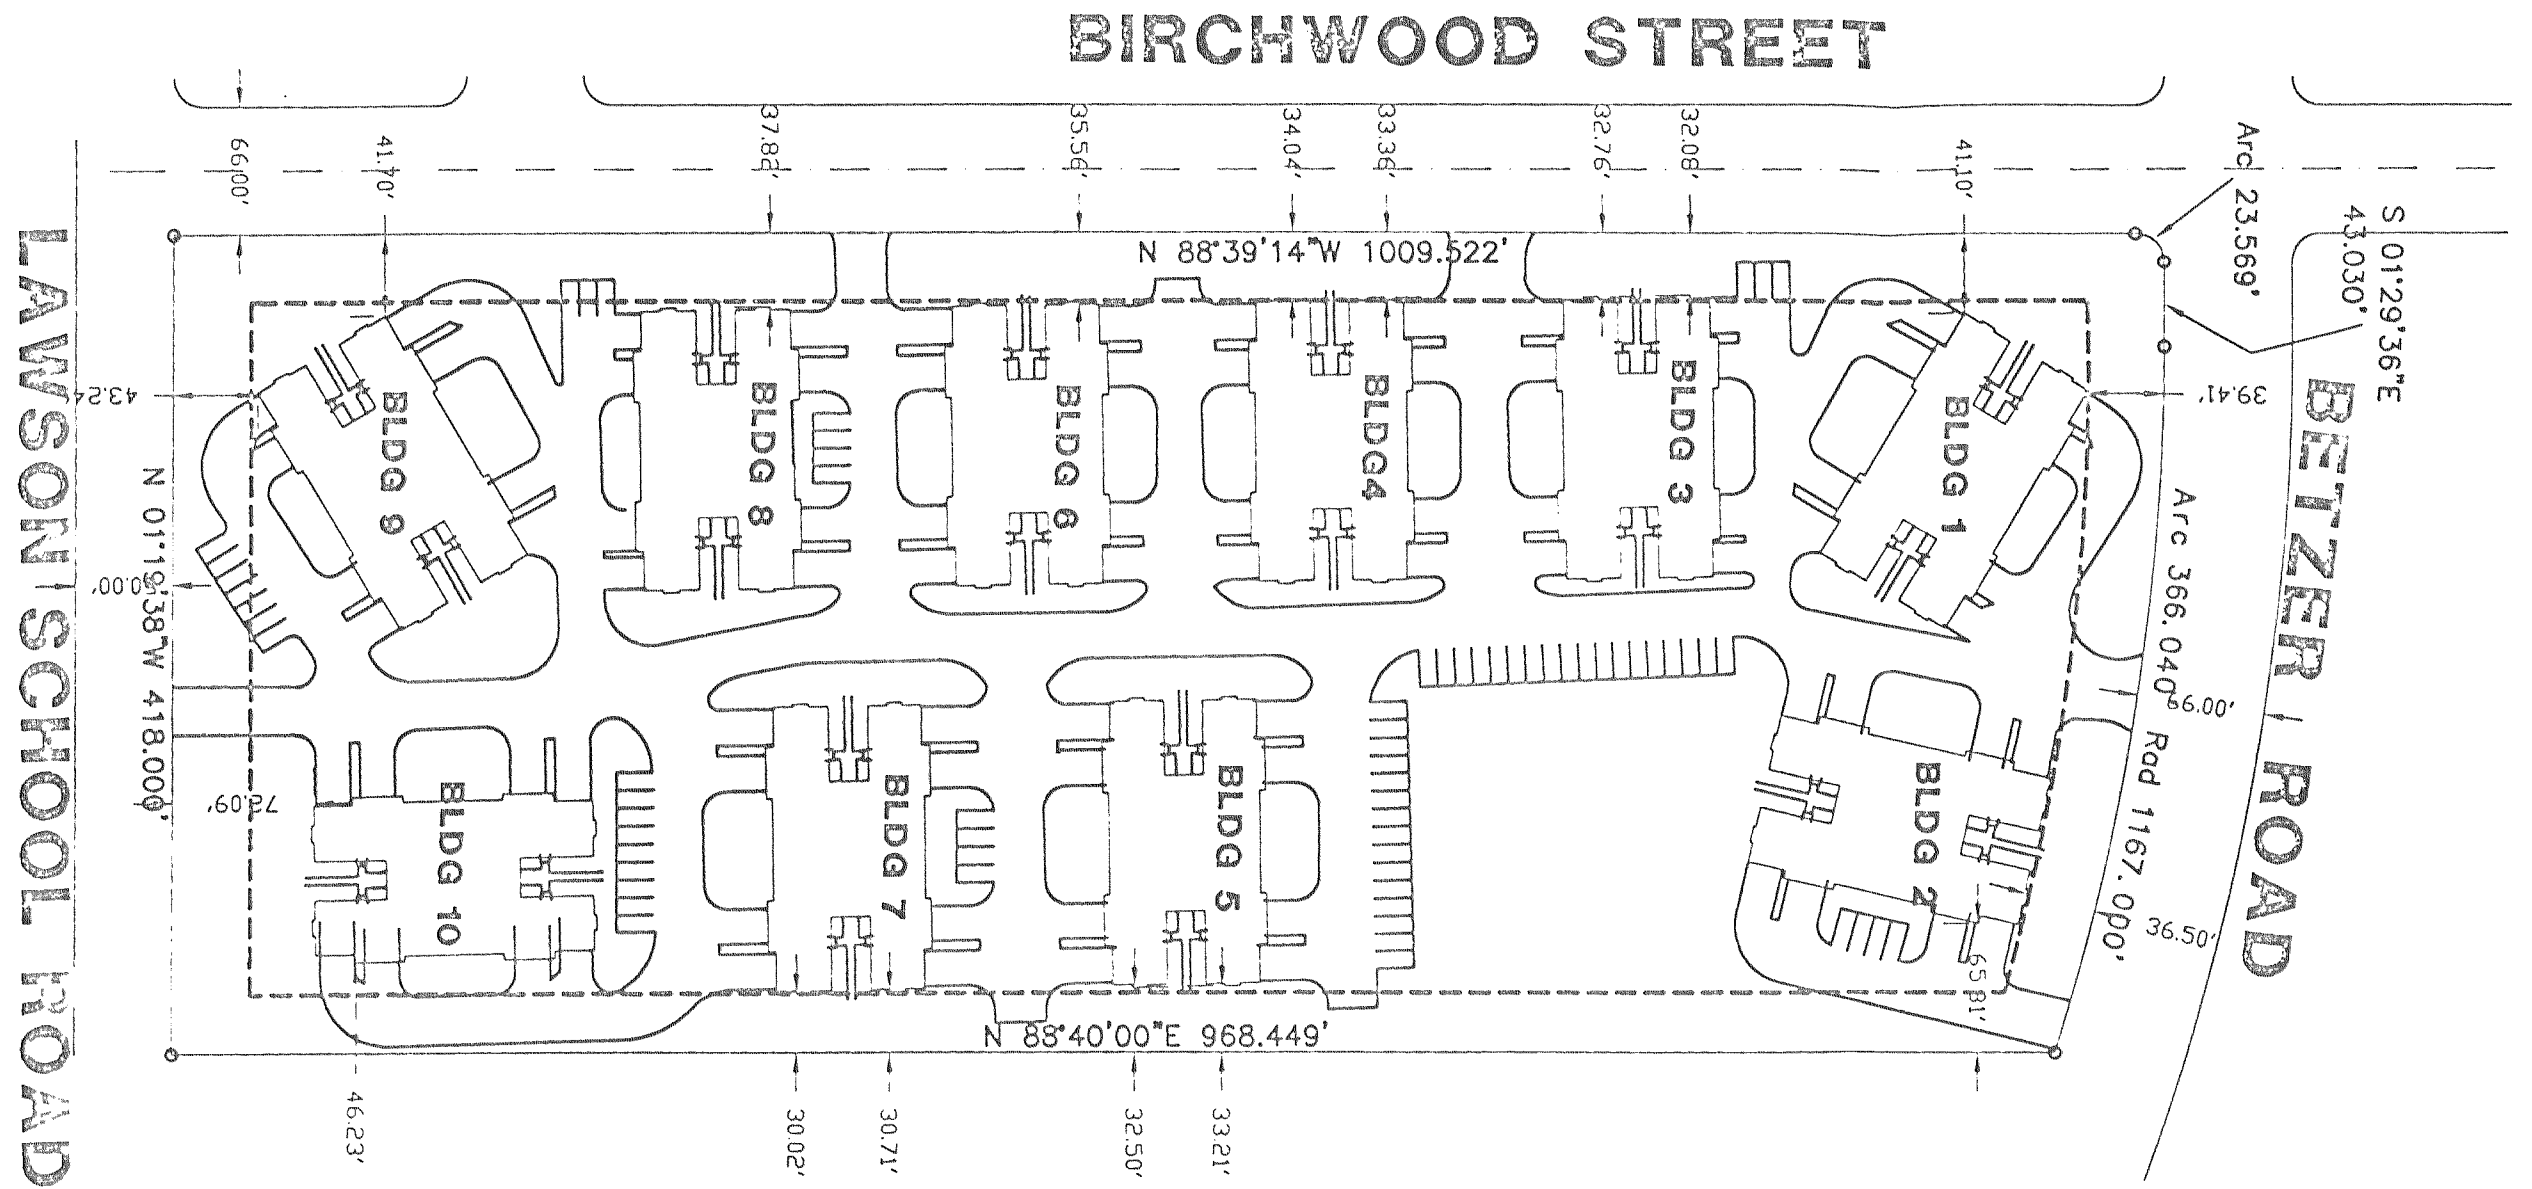 BIRCHWOOD STREET
66.00'
41.70'
37.82'
35.56'
34.04'
33.36'
32.76'
32.08'
41.10'
Arc 23.569'
S 01°29'36"E
43.030'
N 88°39'14"W 1009.522'
LAWSON SCHOOL ROAD
BETZER ROAD
43.24
39.41'
N 01°19'38"W 418.000'
Arc 366.040' Rad 1167.000'
66.00'
36.50'
65.81'
72.09'
BLDG 9
BLDG 8
BLDG 6
BLDG4
BLDG 3
BLDG 1
BLDG 10
BLDG 7
BLDG 5
BLDG 2
N 88°40'00"E 968.449'
46.23'
30.02'
30.71'
32.50'
33.21'